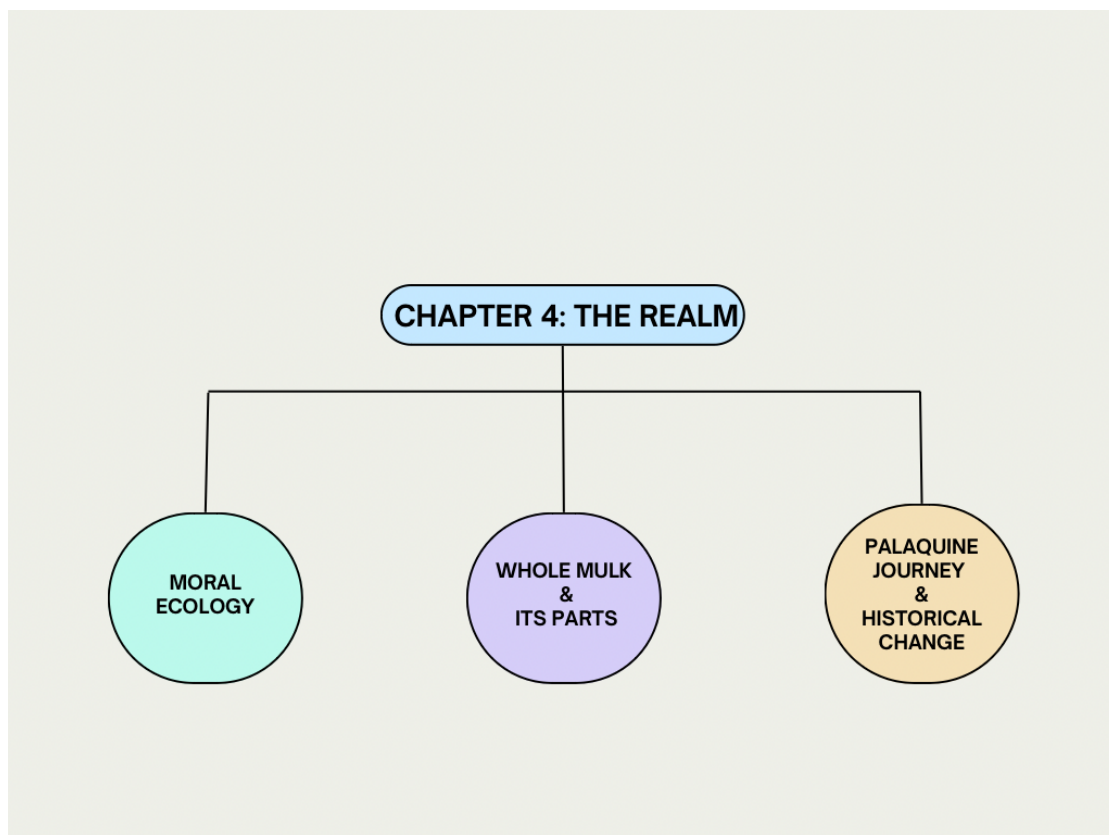 CHAPTER 4: THE REALM
MORAL
ECOLOGY
WHOLE MULK
&
ITS PARTS
PALAQUINE
JOURNEY
&
HISTORICAL
CHANGE